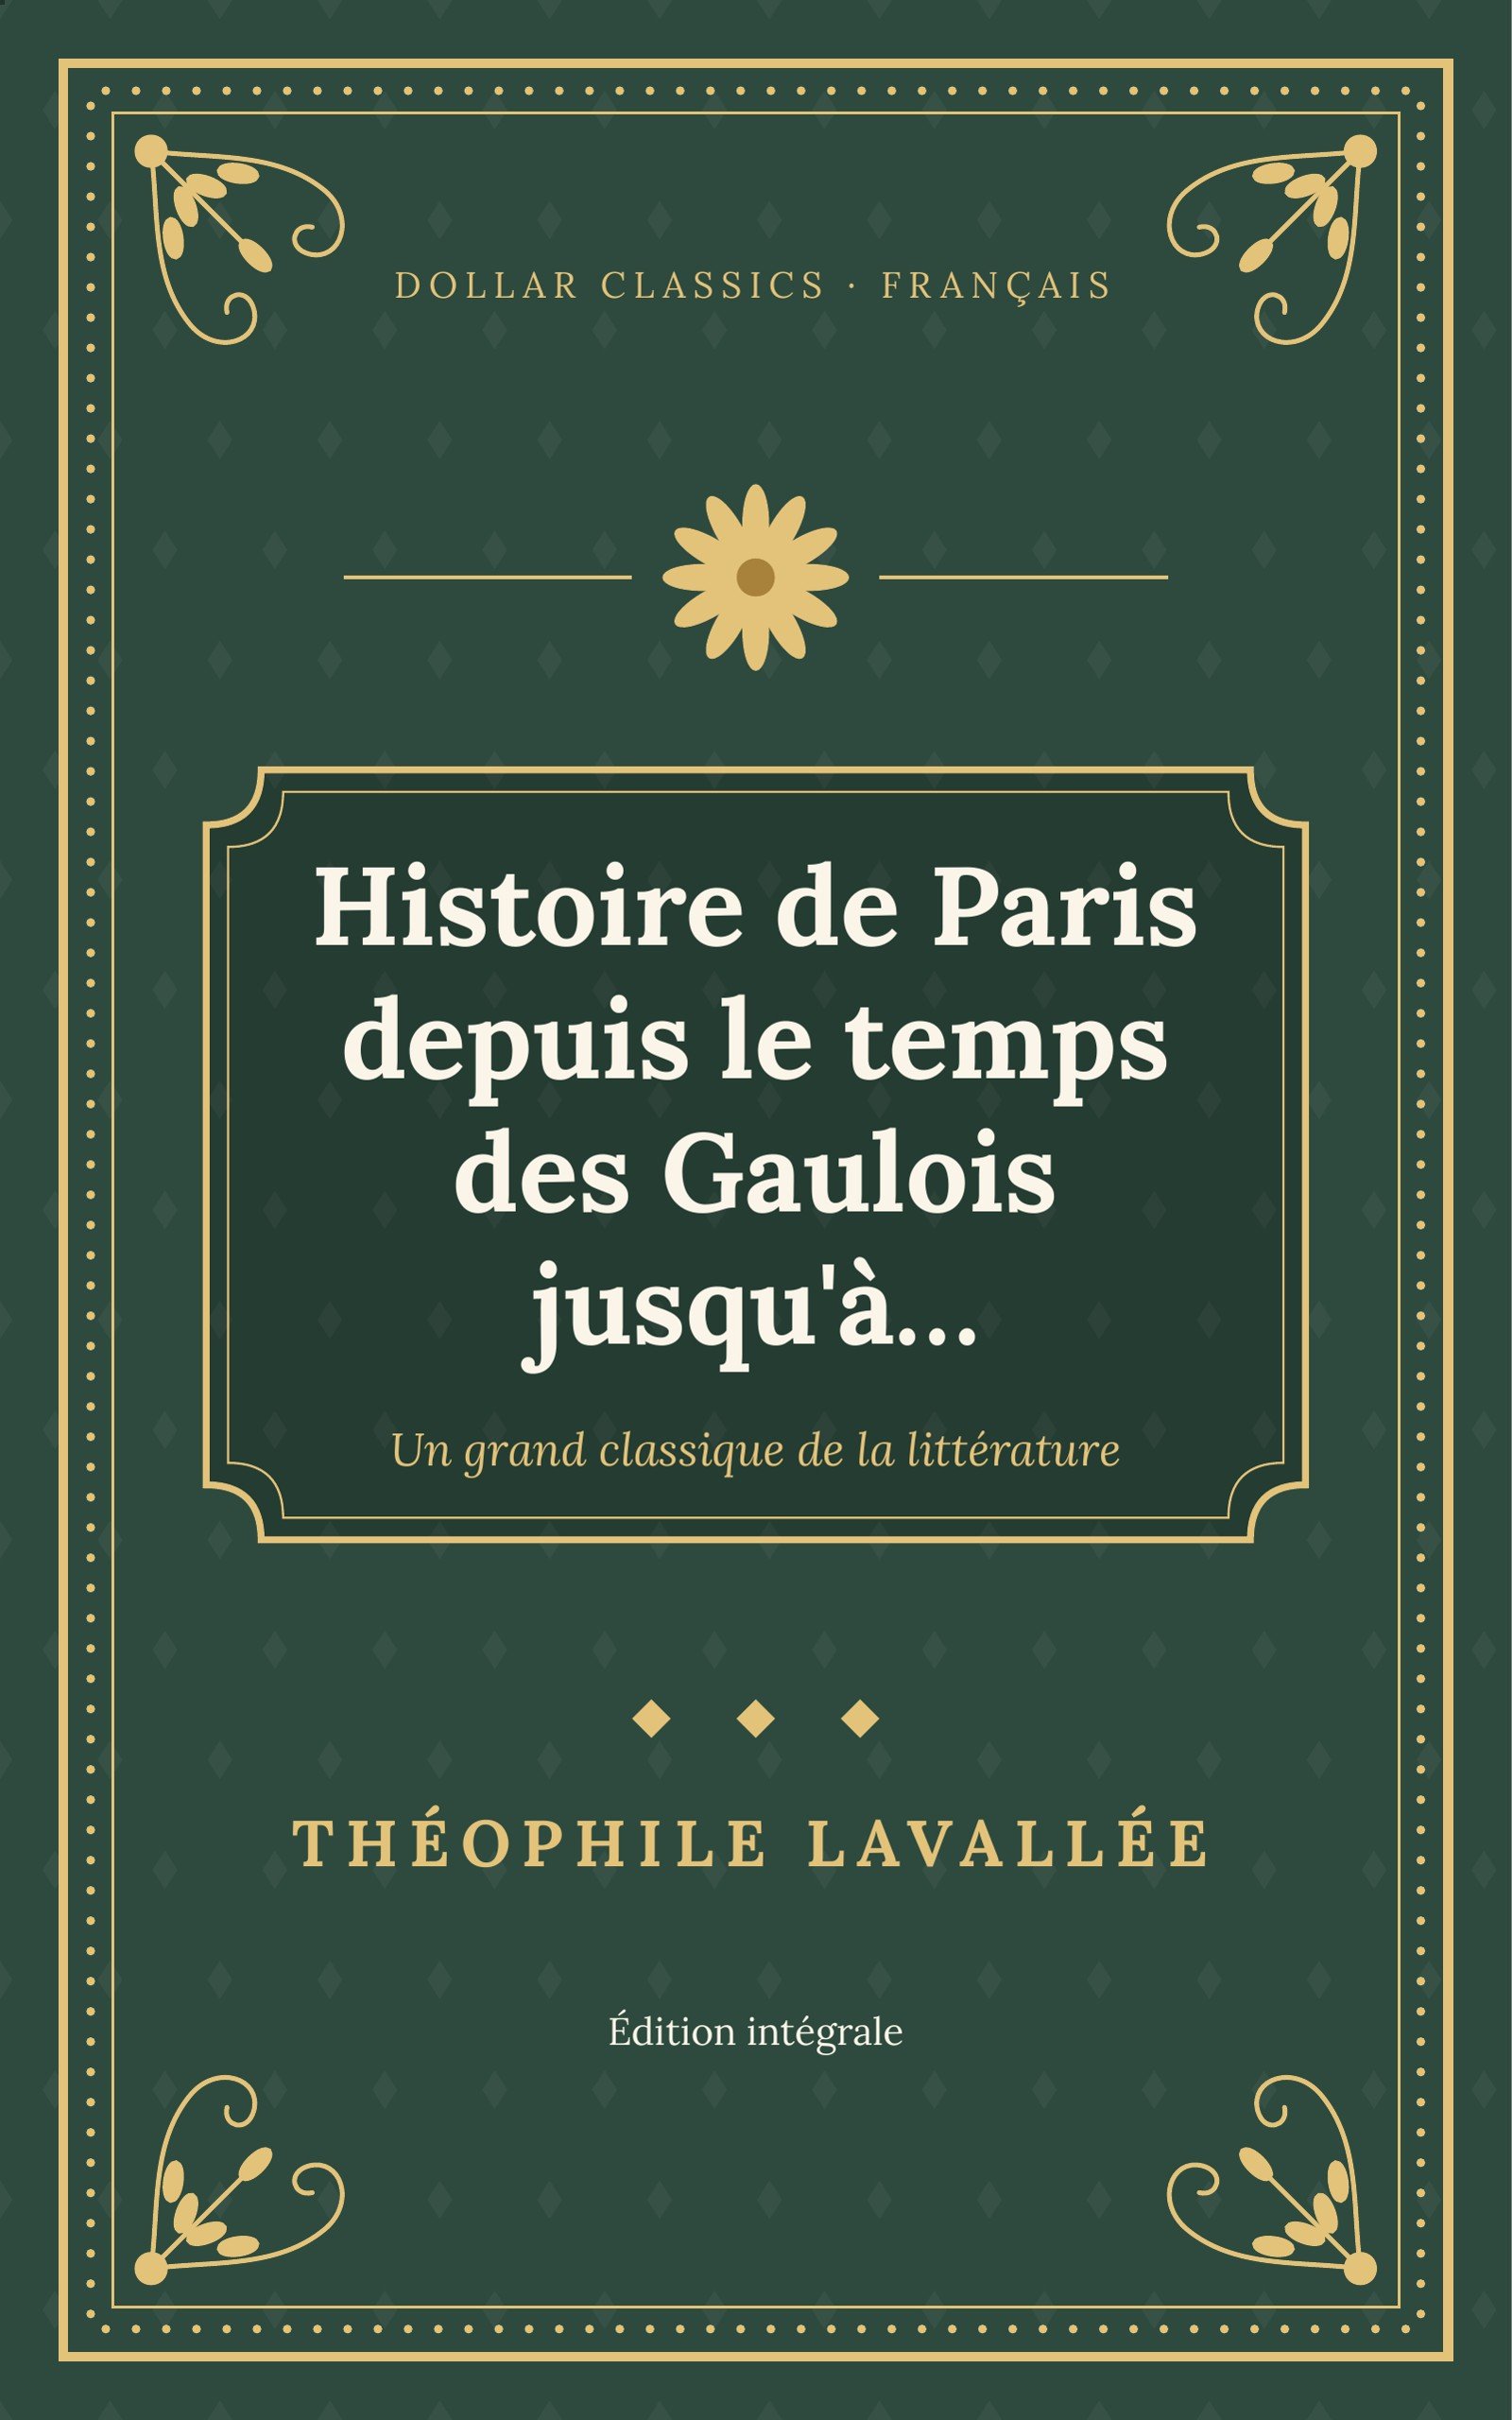 DOLLAR CLASSICS · FRANÇAIS
Histoire de Paris
depuis le temps
des Gaulois
jusqu'à...
Un grand classique de la littérature
THÉOPHILE LAVALLÉE
Édition intégrale